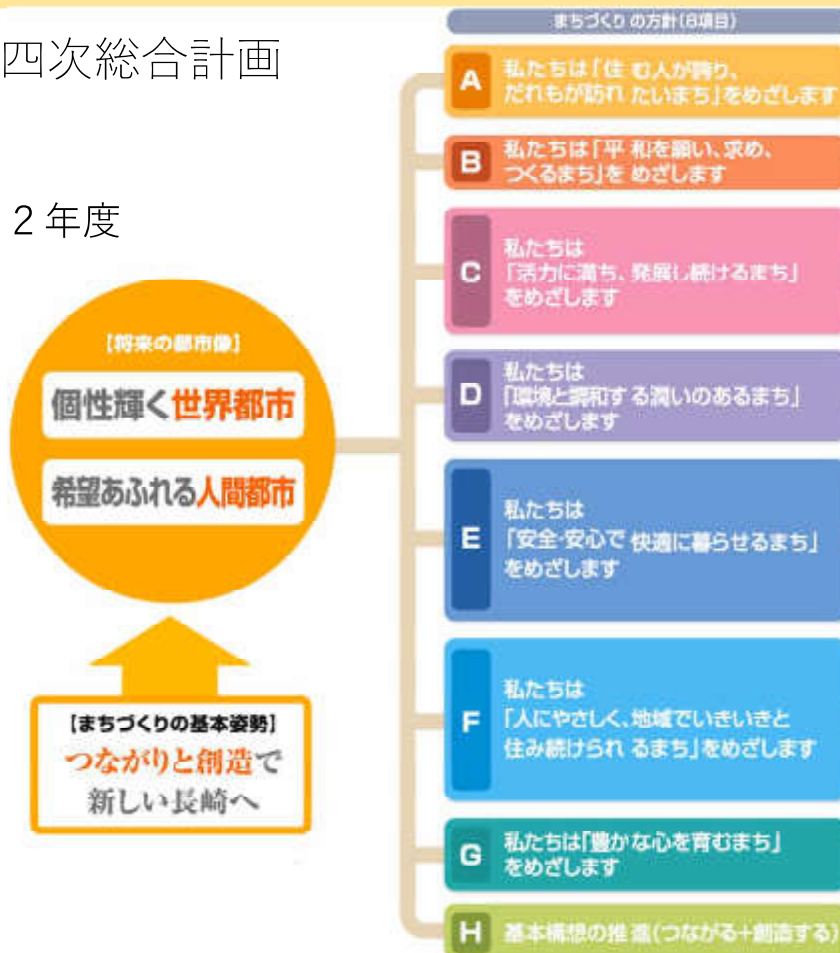 四次総合計画
2年度
【将来の都市像】
個性輝く世界都市
希望あふれる人間都市
【まちづくりの基本姿勢】
つながりと創造で
新しい長崎へ
まちづくりの方針(8項目)
A
私たちは「住む人が誇り、
だれもが訪れたいまち」をめざします
B
私たちは「平和を願い、求め、
つくるまち」をめざします
C
私たちは
「活力に満ち、発展し続けるまち」
をめざします
D
私たちは
「環境と調和する潤いのあるまち」
をめざします
E
私たちは
「安全・安心で快適に暮らせるまち」
をめざします
F
私たちは
「人にやさしく、地域でいきいきと
住み続けられるまち」をめざします
G
私たちは「豊かな心を育むまち」
をめざします
H
基本構想の推進(つながる+創造する)